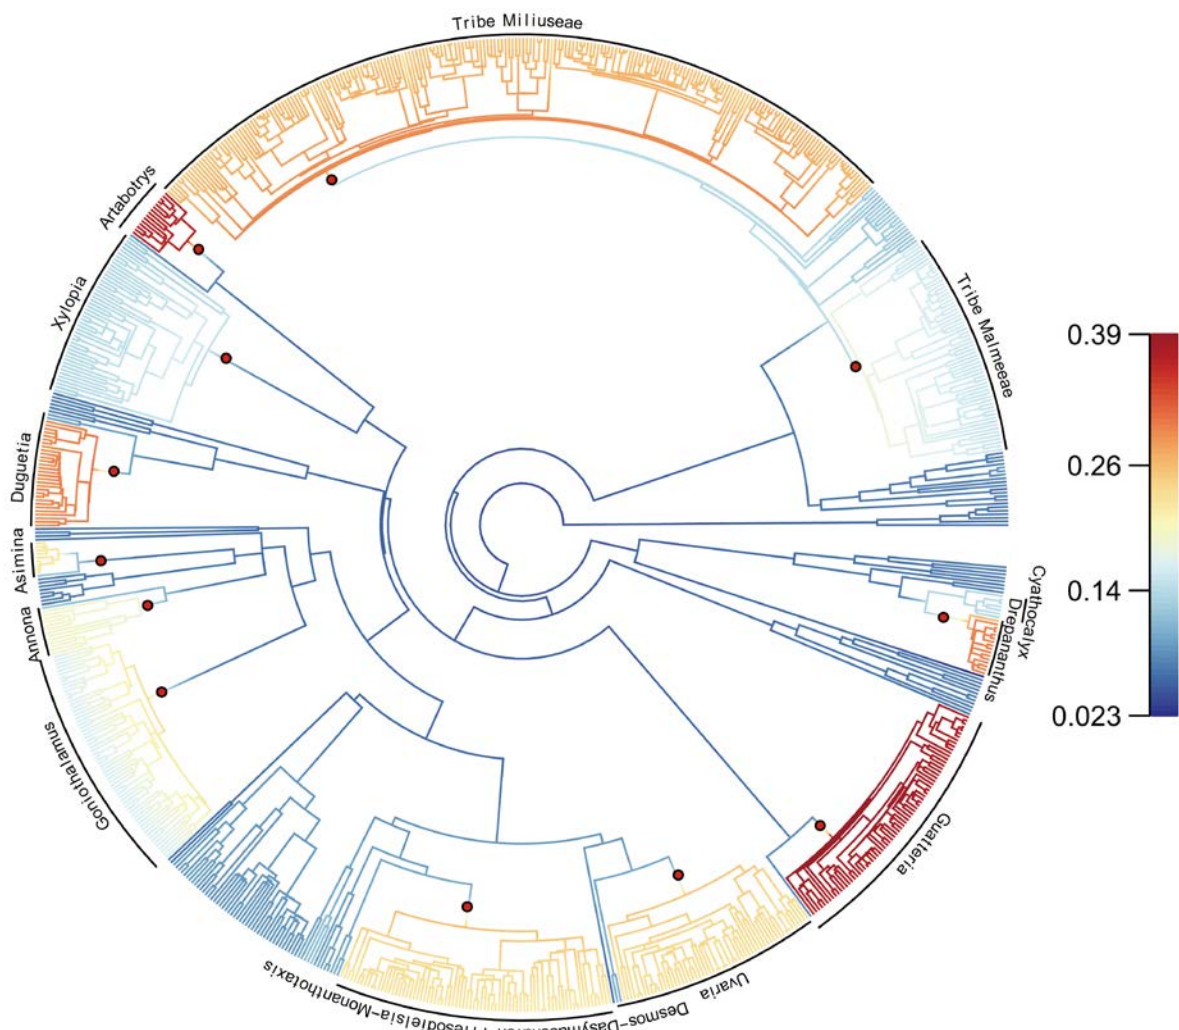 Tribe Miliuseae
Artabotrys
Xylopia
Duguetia
Asimina
Annona
Goniothalamus
Desmos-Dasymaschalon-Friesodielsia-Monanthotaxis
Uvaria
Guatteria
Drepananthus
Cyathocalyx
Tribe Malmeeae
0.39
0.26
0.14
0.023